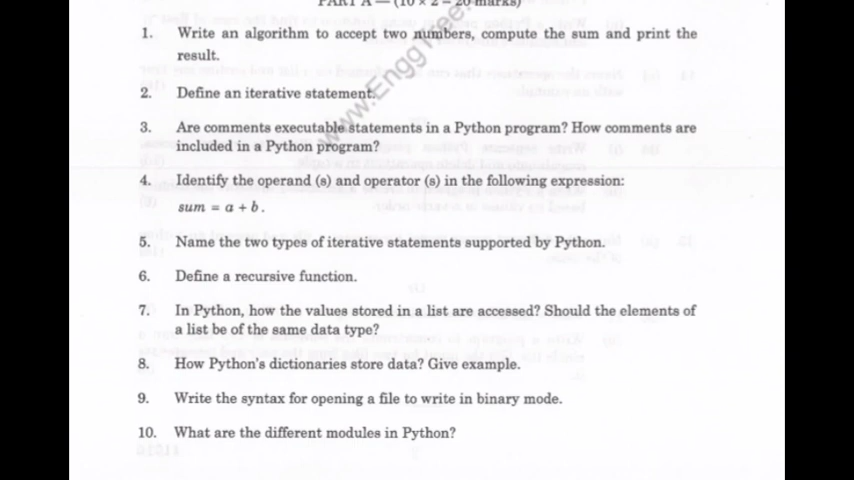 PART A — (10 × 2 = 20 marks)
1. Write an algorithm to accept two numbers, compute the sum and print the
result.
2. Define an iterative statement.
3. Are comments executable statements in a Python program? How comments are
included in a Python program?
4. Identify the operand (s) and operator (s) in the following expression:
sum = a + b.
5. Name the two types of iterative statements supported by Python.
6. Define a recursive function.
7. In Python, how the values stored in a list are accessed? Should the elements of
a list be of the same data type?
8. How Python's dictionaries store data? Give example.
9. Write the syntax for opening a file to write in binary mode.
10. What are the different modules in Python?